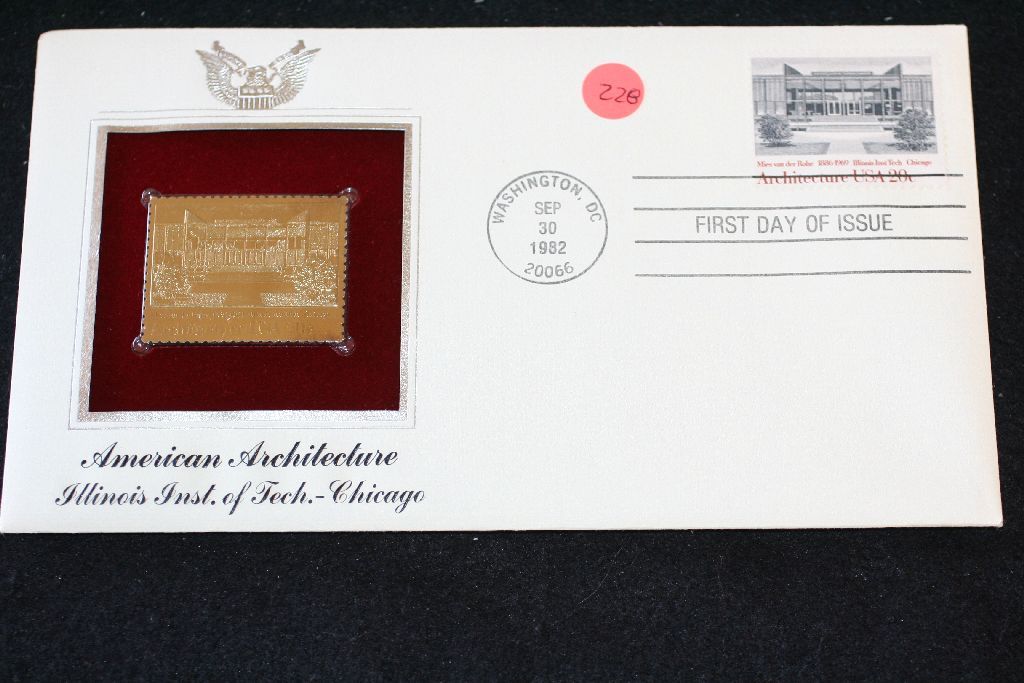 228
Mies van der Rohe 1886-1969 Illinois Inst Tech Chicago
Architecture USA 20c
WASHINGTON, DC
SEP
30
1982
20066
FIRST DAY OF ISSUE
American Architecture
Illinois Inst. of Tech.-Chicago